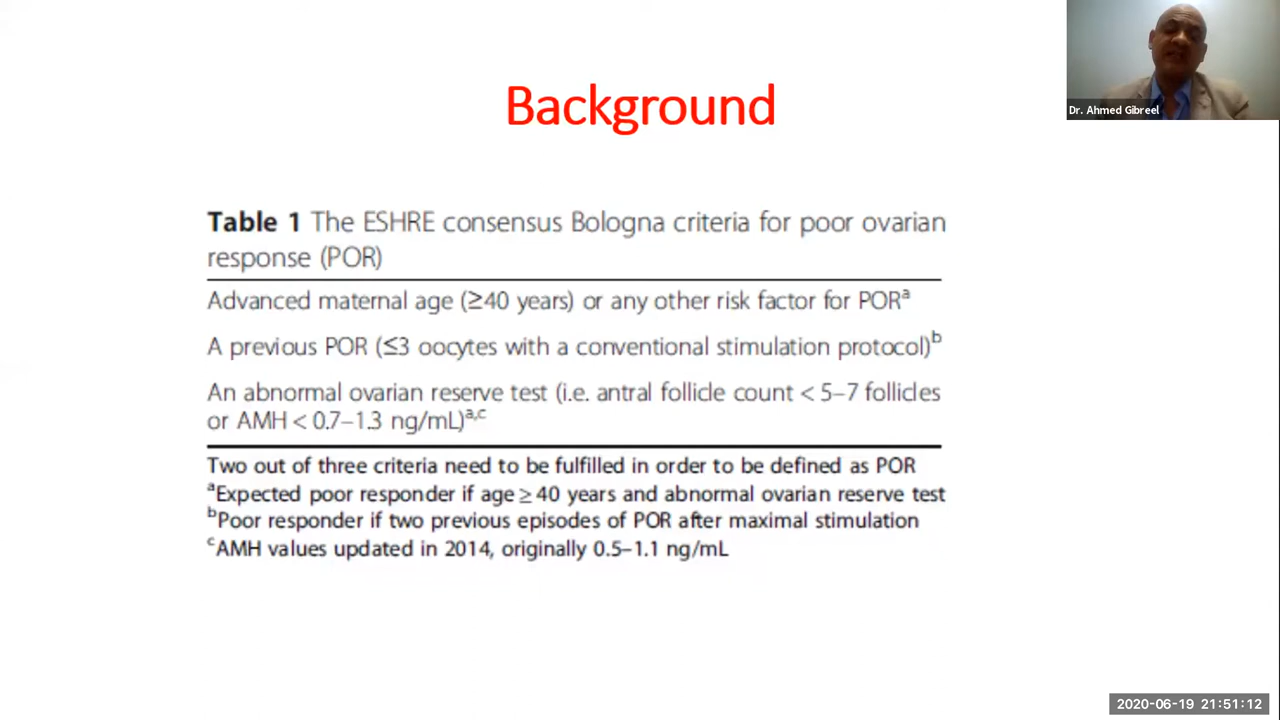 Dr. Ahmed Gibreel
Background
Table 1 The ESHRE consensus Bologna criteria for poor ovarian
response (POR)
Advanced maternal age (≥40 years) or any other risk factor for PORᵃ
A previous POR (≤3 oocytes with a conventional stimulation protocol)ᵇ
An abnormal ovarian reserve test (i.e. antral follicle count < 5–7 follicles
or AMH < 0.7–1.3 ng/mL)ᵃ,ᶜ
Two out of three criteria need to be fulfilled in order to be defined as POR
ᵃExpected poor responder if age ≥ 40 years and abnormal ovarian reserve test
ᵇPoor responder if two previous episodes of POR after maximal stimulation
ᶜAMH values updated in 2014, originally 0.5–1.1 ng/mL
2020-06-19 21:51:12